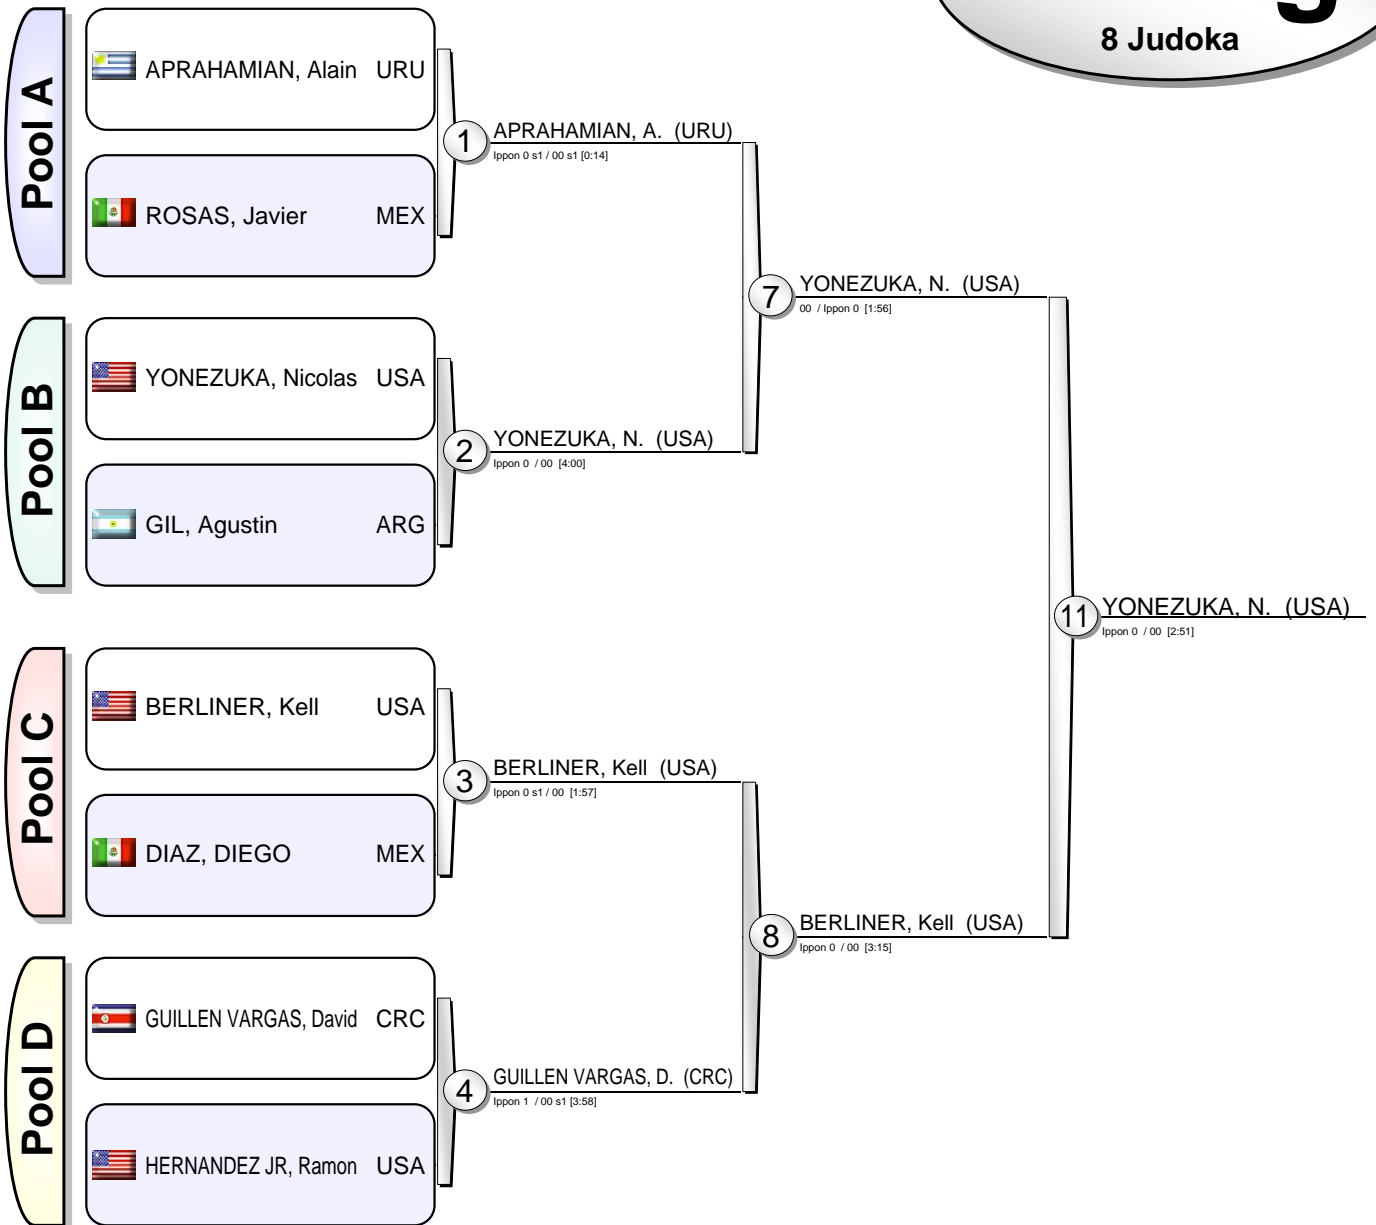 8 Judoka
Pool A
APRAHAMIAN, Alain URU
ROSAS, Javier MEX
1
APRAHAMIAN, A. (URU)
Ippon 0 s1 / 00 s1 [0:14]
7
YONEZUKA, N. (USA)
00 / Ippon 0 [1:56]
Pool B
YONEZUKA, Nicolas USA
GIL, Agustin ARG
2
YONEZUKA, N. (USA)
Ippon 0 / 00 [4:00]
11
YONEZUKA, N. (USA)
Ippon 0 / 00 [2:51]
Pool C
BERLINER, Kell USA
DIAZ, DIEGO MEX
3
BERLINER, Kell (USA)
Ippon 0 s1 / 00 [1:57]
8
BERLINER, Kell (USA)
Ippon 0 / 00 [3:15]
Pool D
GUILLEN VARGAS, David CRC
HERNANDEZ JR, Ramon USA
4
GUILLEN VARGAS, D. (CRC)
Ippon 1 / 00 s1 [3:58]